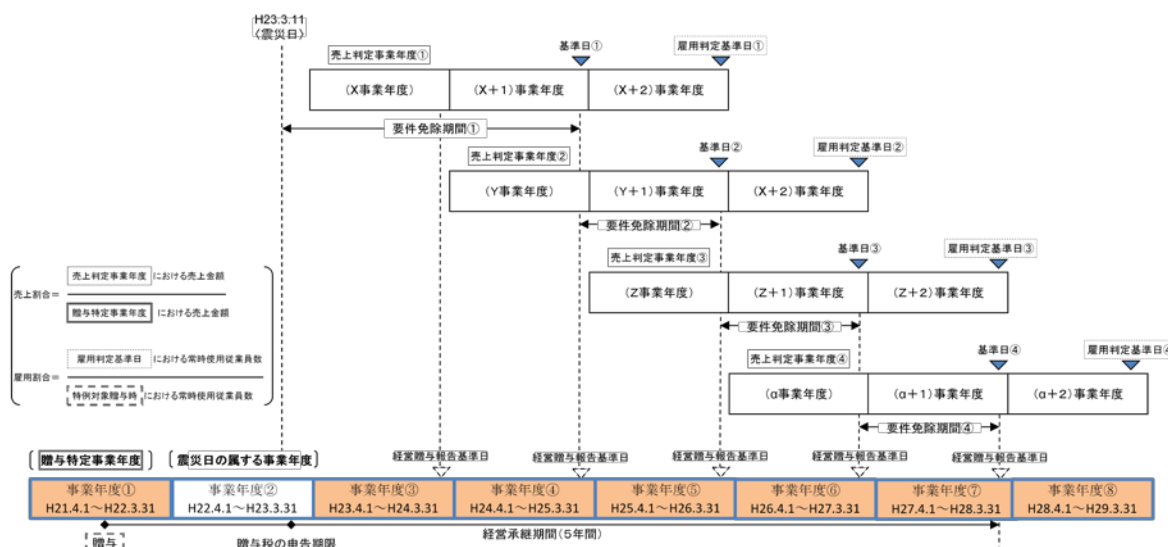 H23.3.11
〈震災日〉
基準日①
雇用判定基準日①
売上判定事業年度①
(X事業年度)
(X+1)事業年度
(X+2)事業年度
要件免除期間①
基準日②
雇用判定基準日②
売上判定事業年度②
(Y事業年度)
(Y+1)事業年度
(X+2)事業年度
要件免除期間②
基準日③
雇用判定基準日③
売上判定事業年度③
(Z事業年度)
(Z+1)事業年度
(Z+2)事業年度
要件免除期間③
売上割合=
売上判定事業年度 における売上金額
贈与特定事業年度 における売上金額
雇用割合=
雇用判定基準日 における常時使用従業員数
特例対象贈与時 における常時使用従業員数
基準日④
雇用判定基準日④
売上判定事業年度④
(α事業年度)
(α+1)事業年度
(α+2)事業年度
要件免除期間④
贈与特定事業年度
震災日の属する事業年度
経営贈与報告基準日
経営贈与報告基準日
経営贈与報告基準日
経営贈与報告基準日
経営贈与報告基準日
事業年度①
H21.4.1～H22.3.31
事業年度②
H22.4.1～H23.3.31
事業年度③
H23.4.1～H24.3.31
事業年度④
H24.4.1～H25.3.31
事業年度⑤
H25.4.1～H26.3.31
事業年度⑥
H26.4.1～H27.3.31
事業年度⑦
H27.4.1～H28.3.31
事業年度⑧
H28.4.1～H29.3.31
経営承継期間(5年間)
贈与
贈与税の申告期限